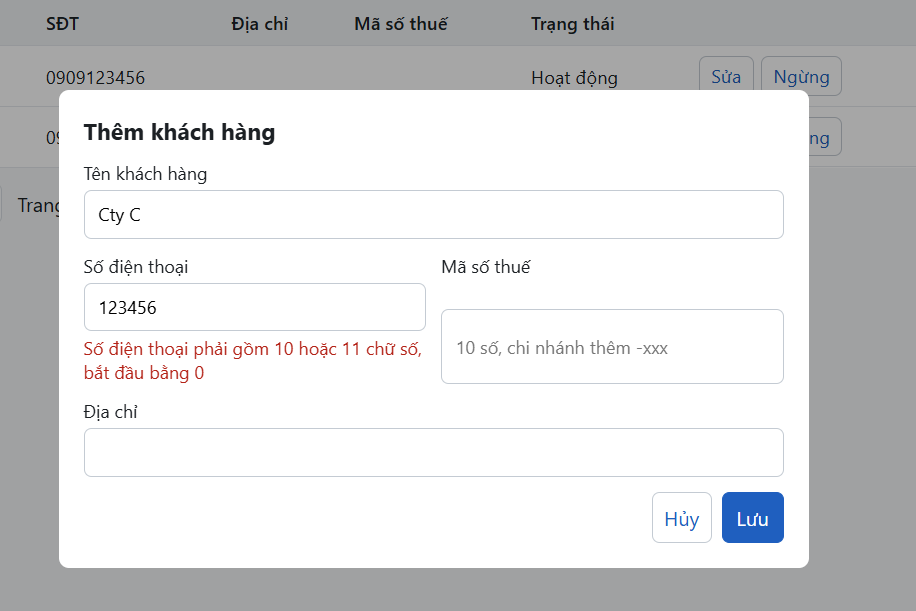 SĐT Địa chỉ Mã số thuế Trạng thái
0909123456 Hoạt động Sửa Ngừng
Thêm khách hàng
Tên khách hàng
Cty C
Số điện thoại Mã số thuế
123456
10 số, chi nhánh thêm -xxx
Số điện thoại phải gồm 10 hoặc 11 chữ số,
bắt đầu bằng 0
Địa chỉ
Hủy Lưu